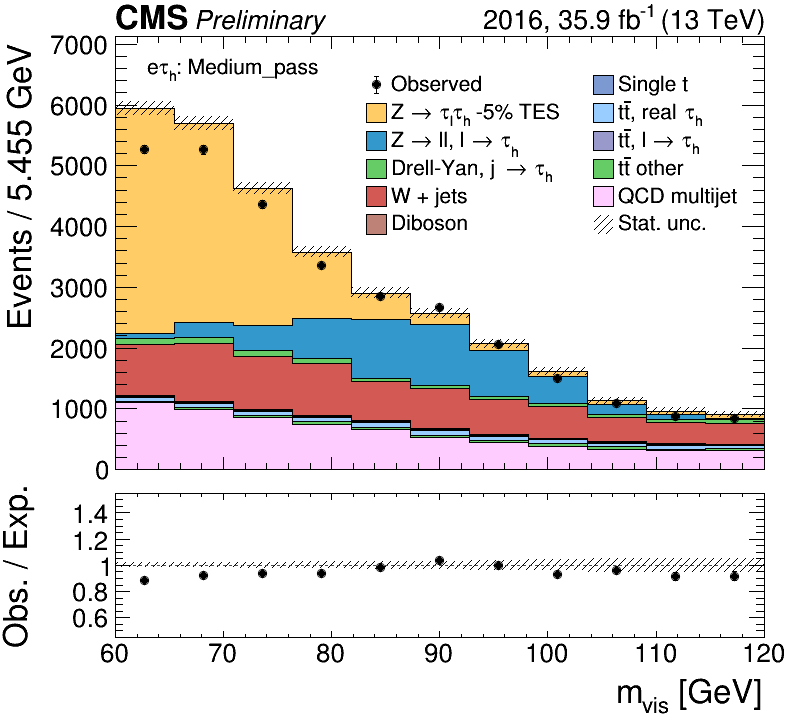 CMS Preliminary 2016, 35.9 fb⁻¹ (13 TeV)
Events / 5.455 GeV
7000
6000
5000
4000
3000
2000
1000
0
eτh: Medium_pass
Observed
Z → τlτh -5% TES
Z → ll, l → τh
Drell-Yan, j → τh
W + jets
Diboson
Single t
tt̄, real τh
tt̄, l → τh
tt̄ other
QCD multijet
Stat. unc.
Obs. / Exp.
1.4
1.2
1
0.8
0.6
60 70 80 90 100 110 120
mvis [GeV]